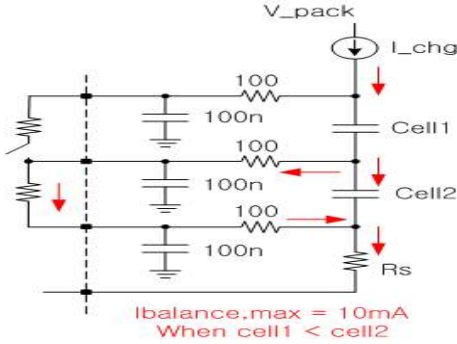 V_pack
I_chg
100
100n
Cell1
100
100n
Cell2
100
100n
Rs
Ibalance,max = 10mA
When cell1 < cell2